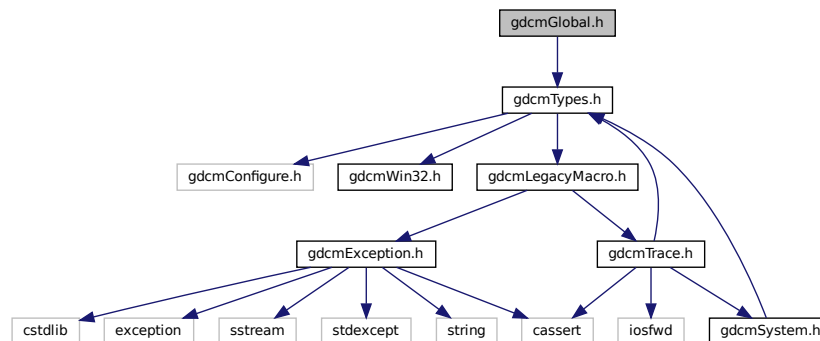 gdcmGlobal.h
gdcmTypes.h
gdcmConfigure.h
gdcmWin32.h
gdcmLegacyMacro.h
gdcmException.h
gdcmTrace.h
cstdlib
exception
sstream
stdexcept
string
cassert
iosfwd
gdcmSystem.h